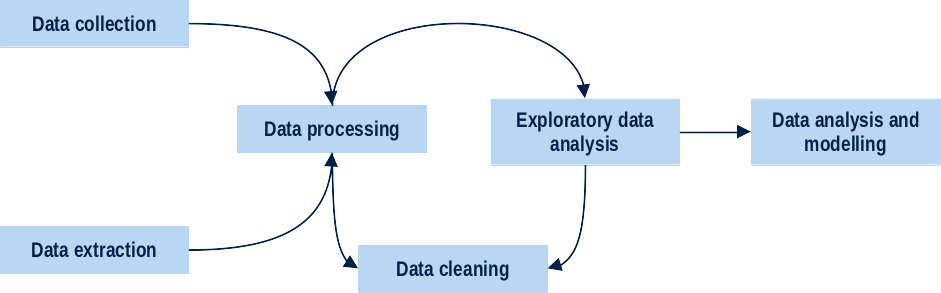 Data collection
Data processing
Exploratory data
analysis
Data analysis and
modelling
Data extraction
Data cleaning